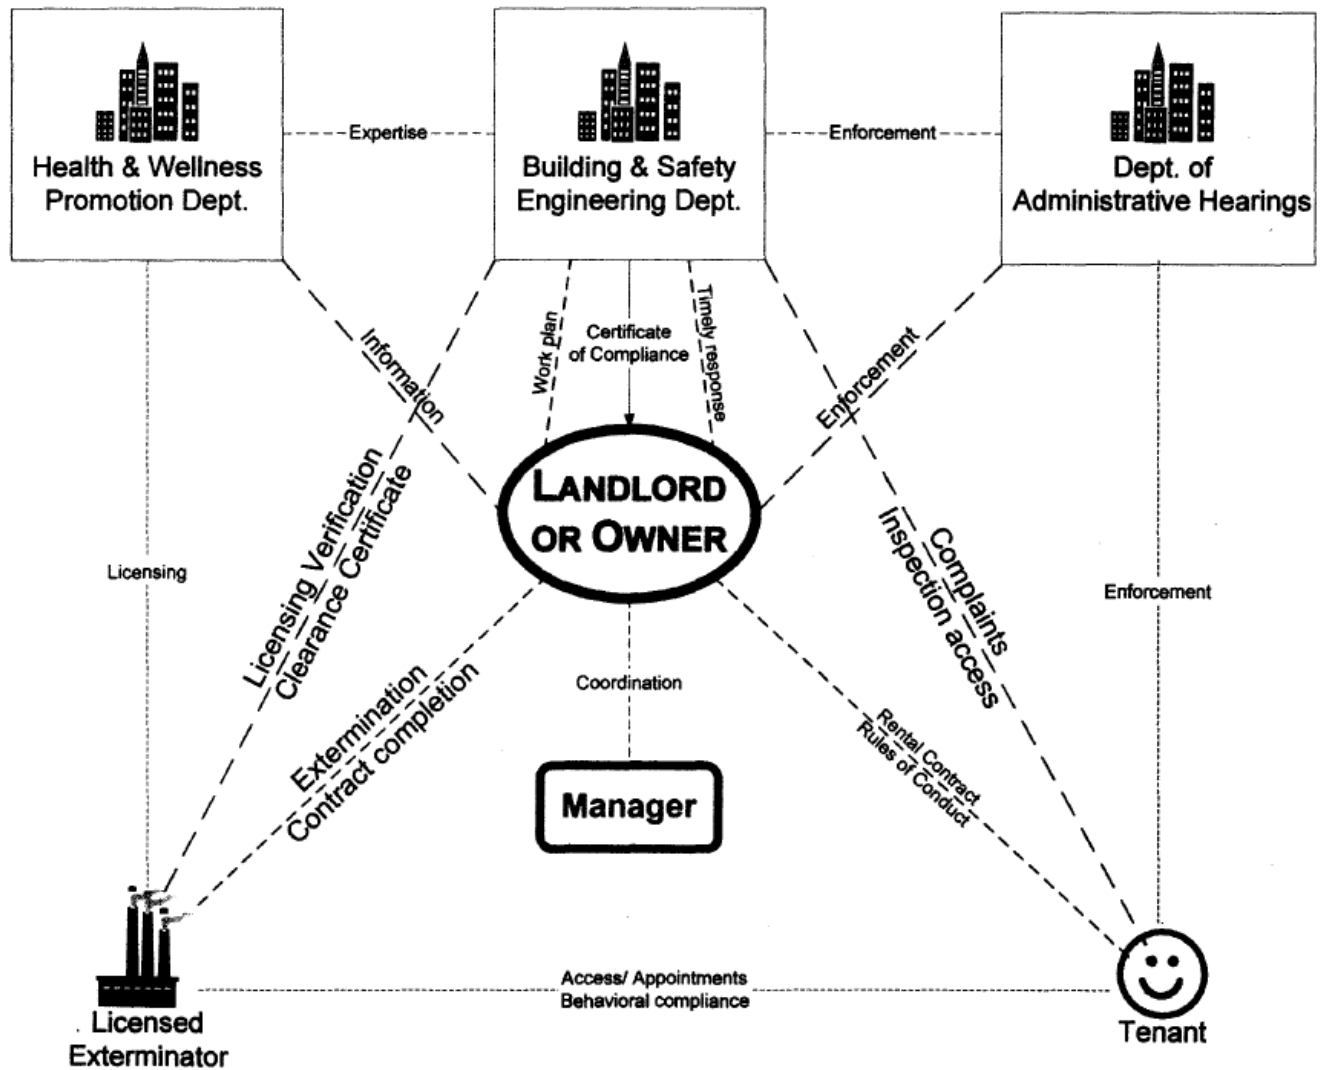 Health & Wellness
Promotion Dept.
Expertise
Building & Safety
Engineering Dept.
Enforcement
Dept. of
Administrative Hearings
Information
Work plan
Certificate
of Compliance
Timely response
Enforcement
LANDLORD
OR OWNER
Licensing Verification
Clearance Certificate
Complaints
Inspection access
Licensing
Enforcement
Extermination
Contract completion
Coordination
Rental Contract
Rules of Conduct
Manager
Access/ Appointments
Behavioral compliance
Licensed
Exterminator
Tenant